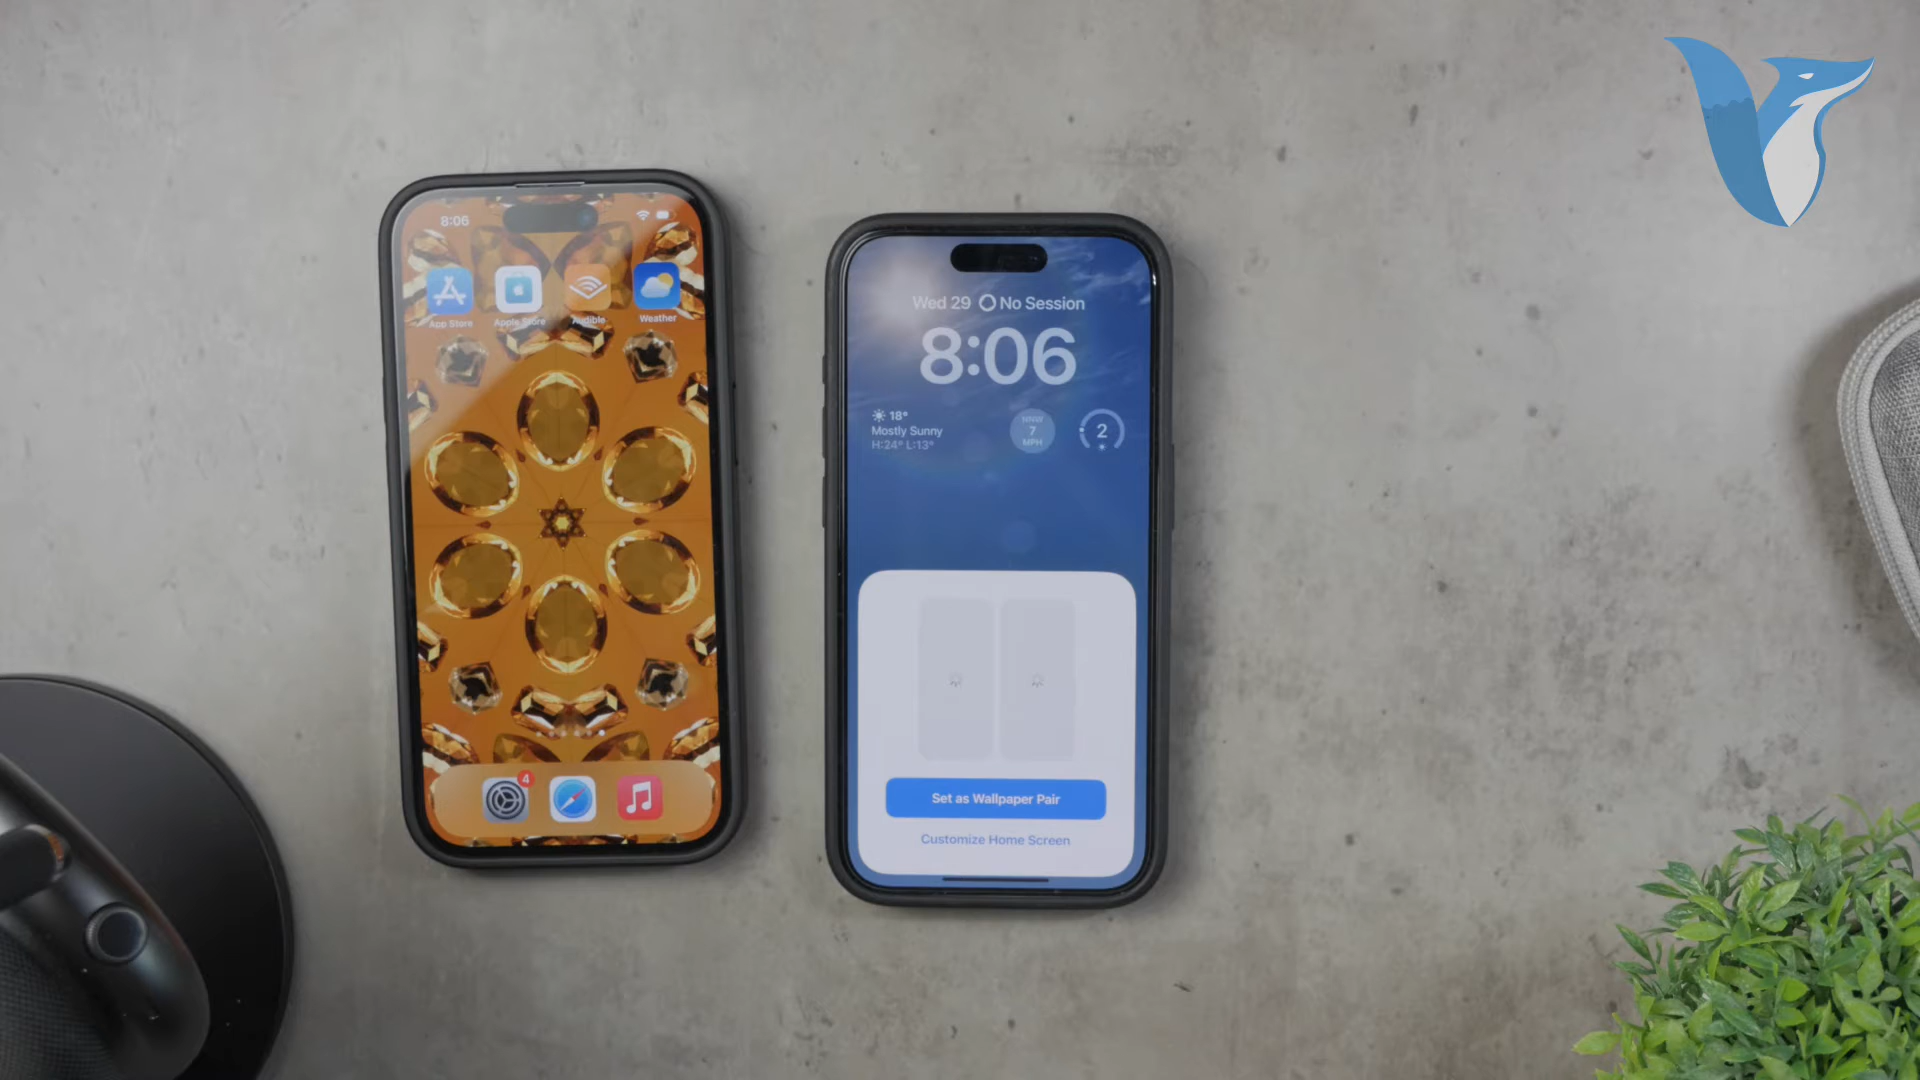 8:06
App Store
Apple Store
Audible
Weather
4
Wed 29 No Session
8:06
18°
Mostly Sunny
H:24° L:13°
NNW
7
MPH
2
Set as Wallpaper Pair
Customize Home Screen